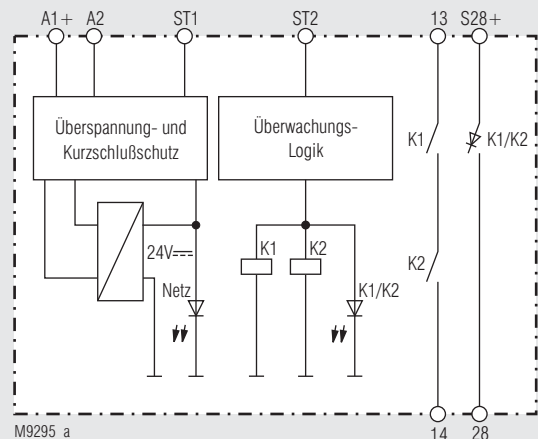 A1+ A2 ST1 ST2 13 S28+
Überspannung- und
Kurzschlußschutz
Überwachungs-
Logik
K1
K1/K2
24V
K1
K2
K2
Netz
K1/K2
M9295 a
14
28